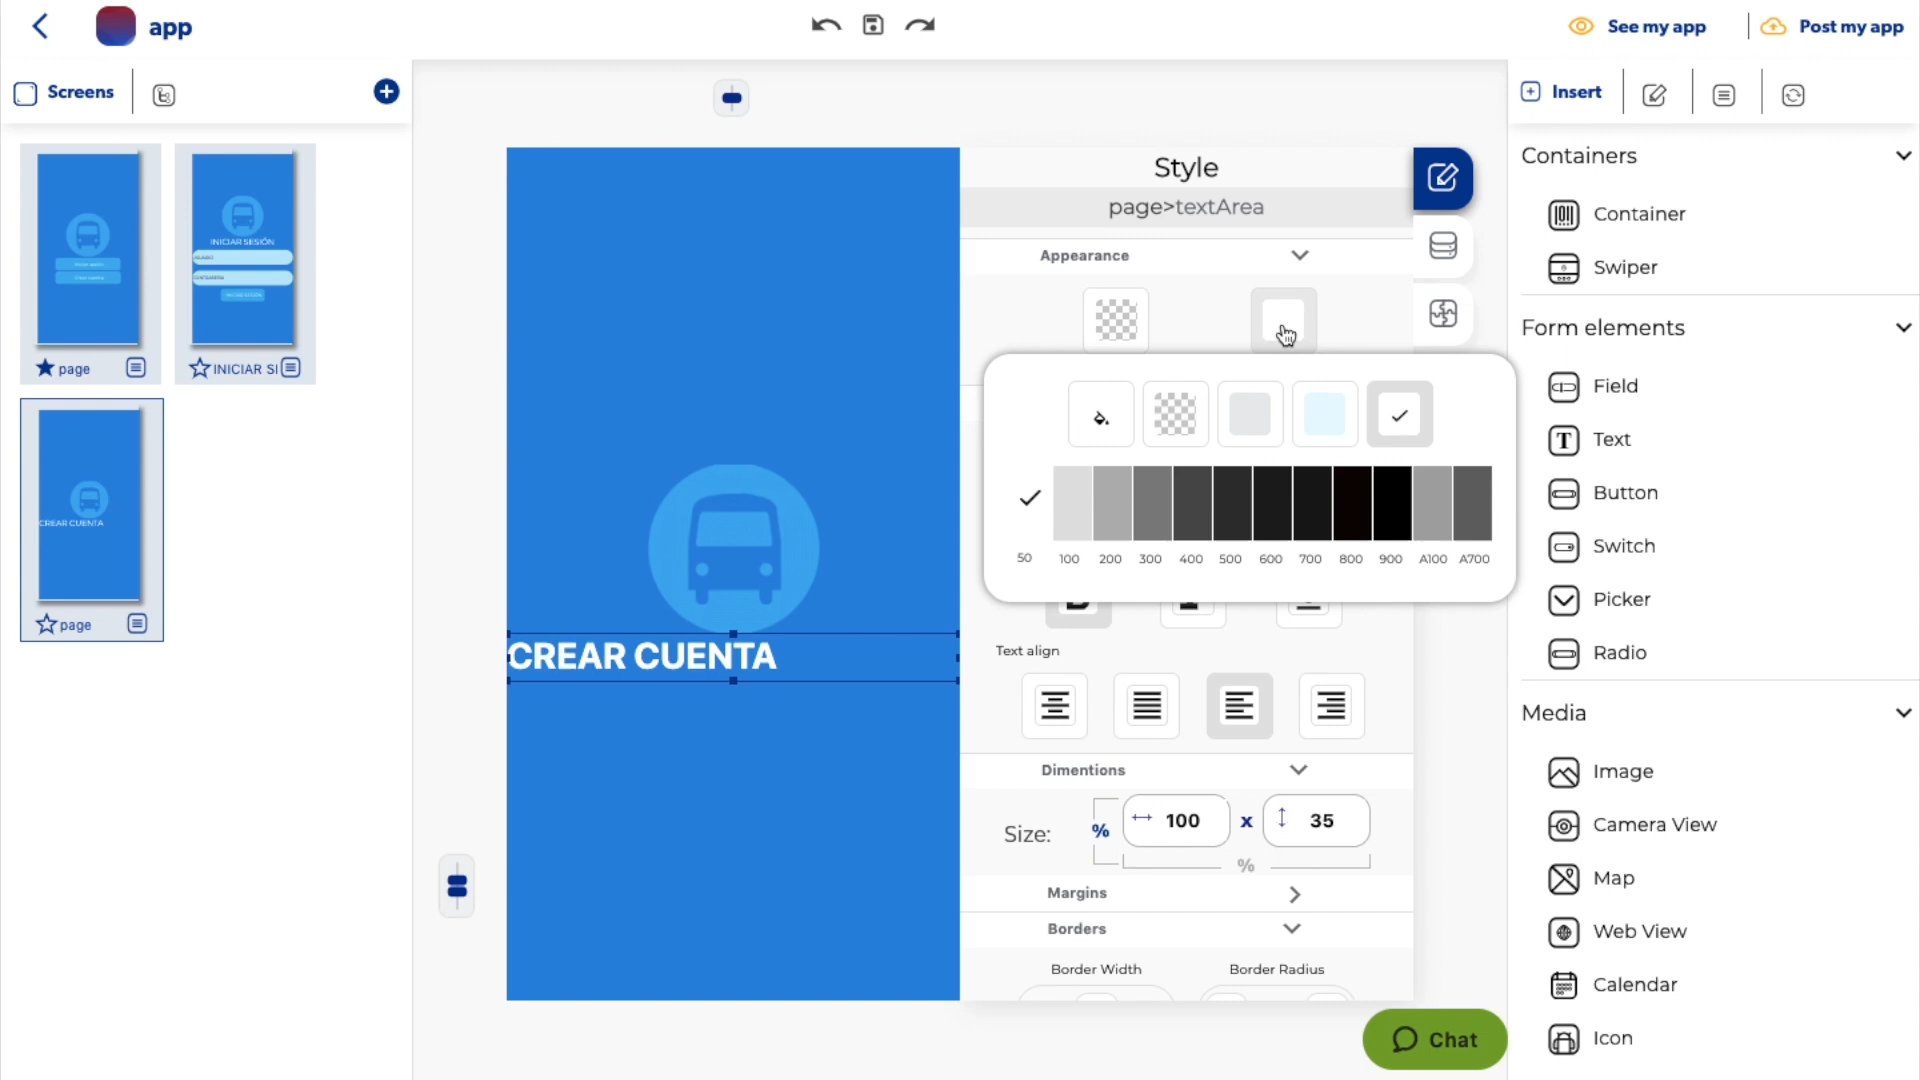 app
See my app
Post my app
Screens
Insert
INICIAR SESIÓN
page
INICIAR SI
CREAR CUENTA
page
CREAR CUENTA
Style
page>textArea
Appearance
50 100 200 300 400 500 600 700 800 900 A100 A700
Text align
Dimentions
Size: % 100 x 35
%
Margins
Borders
Border Width Border Radius
Chat
Containers
Container
Swiper
Form elements
Field
Text
Button
Switch
Picker
Radio
Media
Image
Camera View
Map
Web View
Calendar
Icon